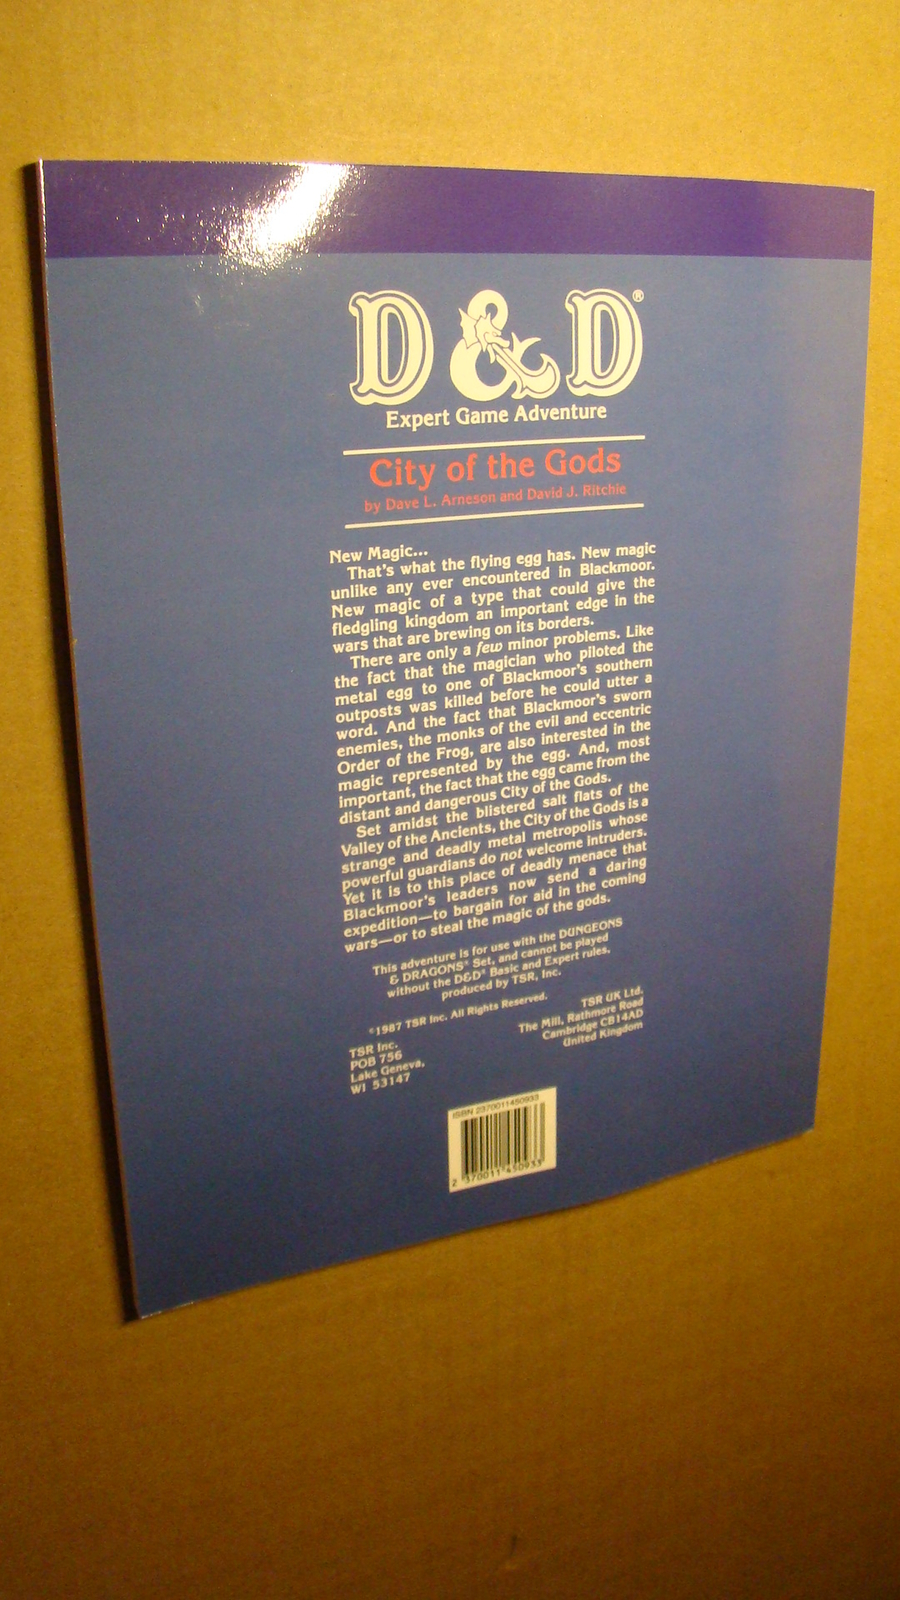 D & D®
Expert Game Adventure
City of the Gods
by Dave L. Arneson and David J. Ritchie
New Magic...
That's what the flying egg has. New magic
unlike any ever encountered in Blackmoor.
New magic of a type that could give the
fledgling kingdom an important edge in the
wars that are brewing on its borders.
There are only a few minor problems. Like
the fact that the magician who piloted the
metal egg to one of Blackmoor's southern
outposts was killed before he could utter a
word. And the fact that Blackmoor's sworn
enemies, the monks of the evil and eccentric
Order of the Frog, are also interested in the
magic represented by the egg. And, most
important, the fact that the egg came from the
distant and dangerous City of the Gods.
Set amidst the blistered salt flats of the
Valley of the Ancients, the City of the Gods is a
strange and deadly metal metropolis whose
powerful guardians do not welcome intruders.
Yet it is to this place of deadly menace that
Blackmoor's leaders now send a daring
expedition—to bargain for aid in the coming
wars—or to steal the magic of the gods.
This adventure is for use with the DUNGEONS
& DRAGONS® Set, and cannot be played
without the D&D® Basic and Expert rules,
produced by TSR, Inc.
©1987 TSR Inc. All Rights Reserved.
TSR Inc.
POB 756
Lake Geneva,
WI 53147
TSR UK Ltd.
The Mill, Rathmore Road
Cambridge CB14AD
United Kingdom
ISBN 2370011450933
2 370011 450933